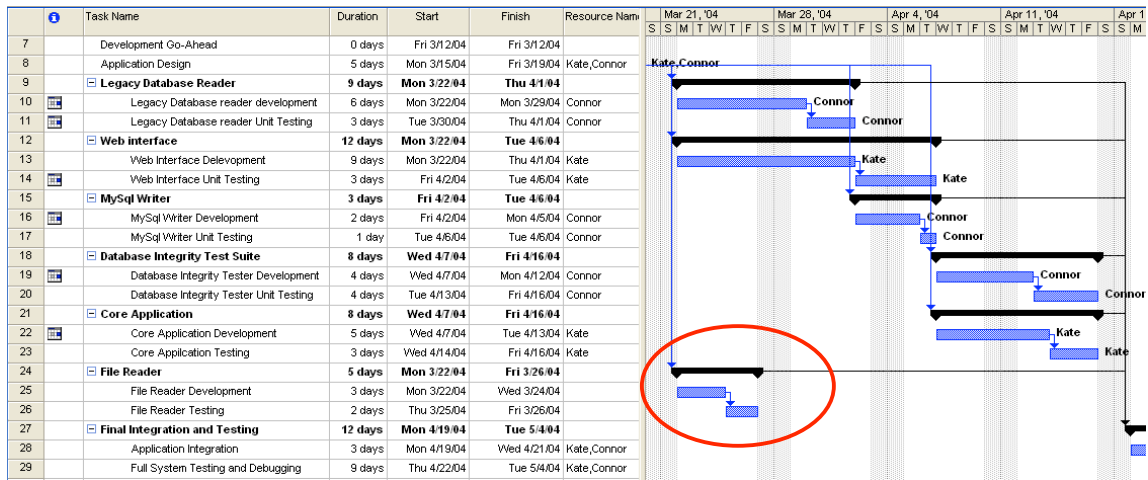 Task Name Duration Start Finish Resource Nam Mar 21, '04 Mar 28, '04 Apr 4, '04 Apr 11, '04 Apr 1
S S M T W T F S S M T W T F S S M T W T F S S M T W T F S S M
7 Development Go-Ahead 0 days Fri 3/12/04 Fri 3/12/04
8 Application Design 5 days Mon 3/15/04 Fri 3/19/04 Kate,Connor Kate,Connor
9 Legacy Database Reader 9 days Mon 3/22/04 Thu 4/1/04
10 Legacy Database reader development 6 days Mon 3/22/04 Mon 3/29/04 Connor Connor
11 Legacy Database reader Unit Testing 3 days Tue 3/30/04 Thu 4/1/04 Connor Connor
12 Web interface 12 days Mon 3/22/04 Tue 4/6/04
13 Web Interface Delevopment 9 days Mon 3/22/04 Thu 4/1/04 Kate Kate
14 Web Interface Unit Testing 3 days Fri 4/2/04 Tue 4/6/04 Kate Kate
15 MySql Writer 3 days Fri 4/2/04 Tue 4/6/04
16 MySql Writer Development 2 days Fri 4/2/04 Mon 4/5/04 Connor Connor
17 MySql Writer Unit Testing 1 day Tue 4/6/04 Tue 4/6/04 Connor Connor
18 Database Integrity Test Suite 8 days Wed 4/7/04 Fri 4/16/04
19 Database Integrity Tester Development 4 days Wed 4/7/04 Mon 4/12/04 Connor Connor
20 Database Integrity Tester Unit Testing 4 days Tue 4/13/04 Fri 4/16/04 Connor Connor
21 Core Application 8 days Wed 4/7/04 Fri 4/16/04
22 Core Application Development 5 days Wed 4/7/04 Tue 4/13/04 Kate Kate
23 Core Appilcation Testing 3 days Wed 4/14/04 Fri 4/16/04 Kate Kate
24 File Reader 5 days Mon 3/22/04 Fri 3/26/04
25 File Reader Development 3 days Mon 3/22/04 Wed 3/24/04
26 File Reader Testing 2 days Thu 3/25/04 Fri 3/26/04
27 Final Integration and Testing 12 days Mon 4/19/04 Tue 5/4/04
28 Application Integration 3 days Mon 4/19/04 Wed 4/21/04 Kate,Connor
29 Full System Testing and Debugging 9 days Thu 4/22/04 Tue 5/4/04 Kate,Connor